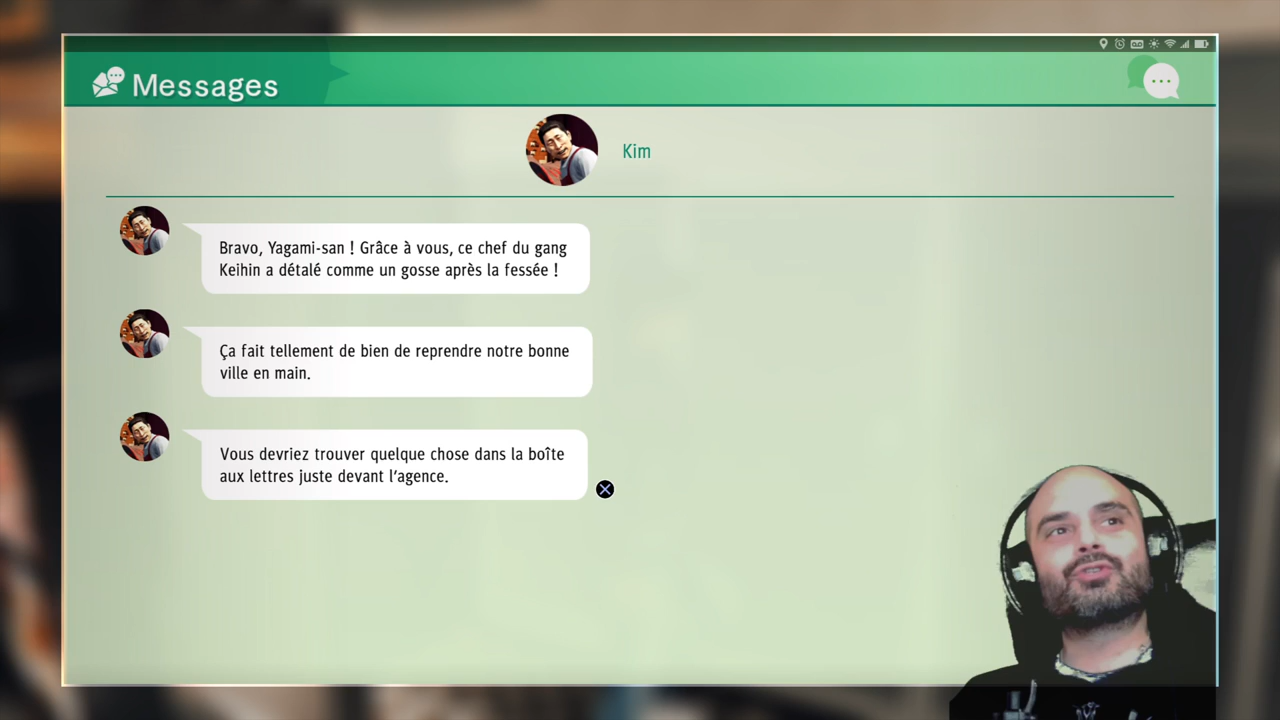 Messages
Kim
Bravo, Yagami-san ! Grâce à vous, ce chef du gang
Keihin a détalé comme un gosse après la fessée !
Ça fait tellement de bien de reprendre notre bonne
ville en main.
Vous devriez trouver quelque chose dans la boîte
aux lettres juste devant l'agence.